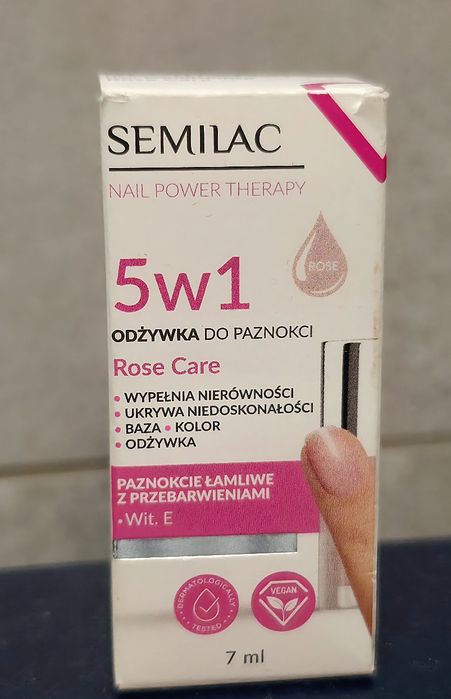 SEMILAC
NAIL POWER THERAPY
ROSE
5w1
ODŻYWKA DO PAZNOKCI
Rose Care
• WYPEŁNIA NIERÓWNOŚCI
• UKRYWA NIEDOSKONAŁOŚCI
• BAZA • KOLOR
• ODŻYWKA
PAZNOKCIE ŁAMLIWE
Z PRZEBARWIENIAMI
• Wit. E
DERMATOLOGICALLY
TESTED
VEGAN
7 ml